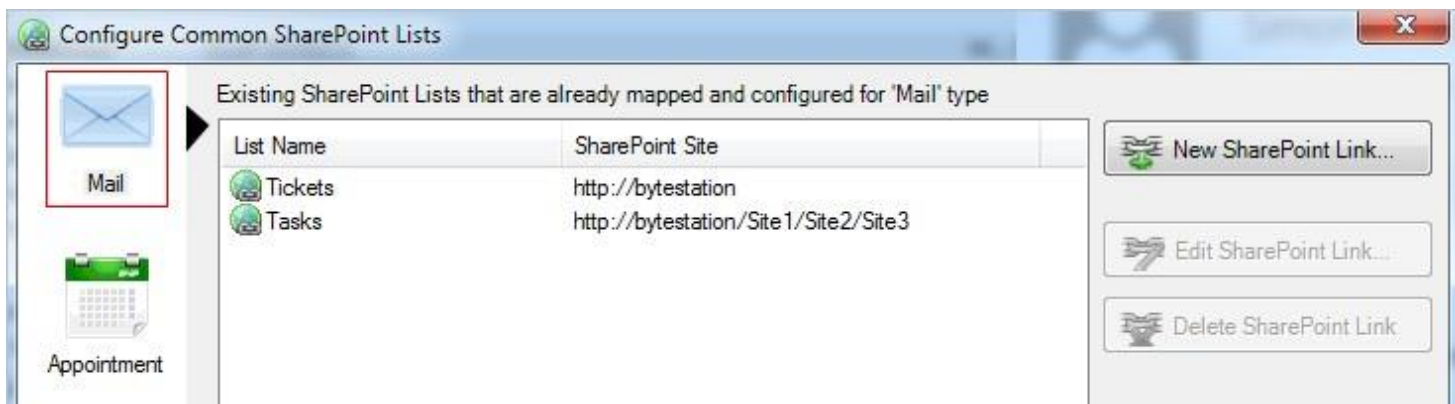 Configure Common SharePoint Lists
Existing SharePoint Lists that are already mapped and configured for 'Mail' type
Mail
List Name SharePoint Site
Tickets http://bytestation
Tasks http://bytestation/Site1/Site2/Site3
New SharePoint Link...
Edit SharePoint Link...
Delete SharePoint Link
Appointment